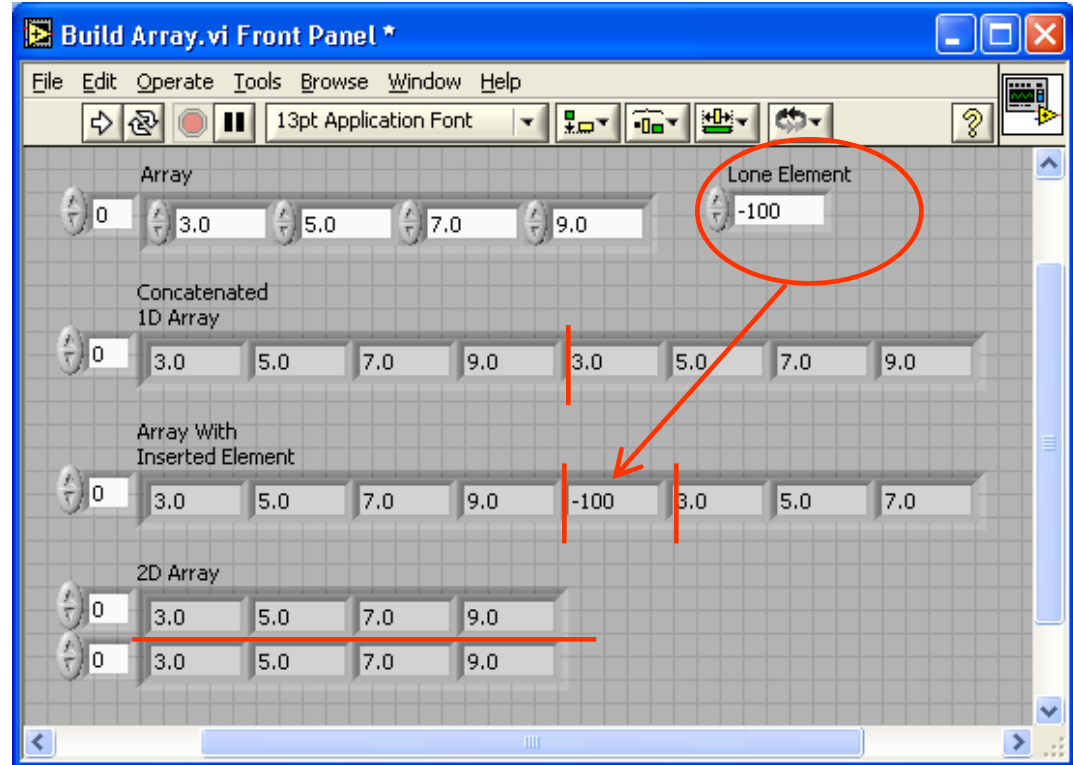 Build Array.vi Front Panel *
File Edit Operate Tools Browse Window Help
13pt Application Font
?
Array
Lone Element
0 3.0 5.0 7.0 9.0
-100
Concatenated
1D Array
0 3.0 5.0 7.0 9.0 3.0 5.0 7.0 9.0
Array With
Inserted Element
0 3.0 5.0 7.0 9.0 -100 3.0 5.0 7.0
2D Array
0 3.0 5.0 7.0 9.0
0 3.0 5.0 7.0 9.0